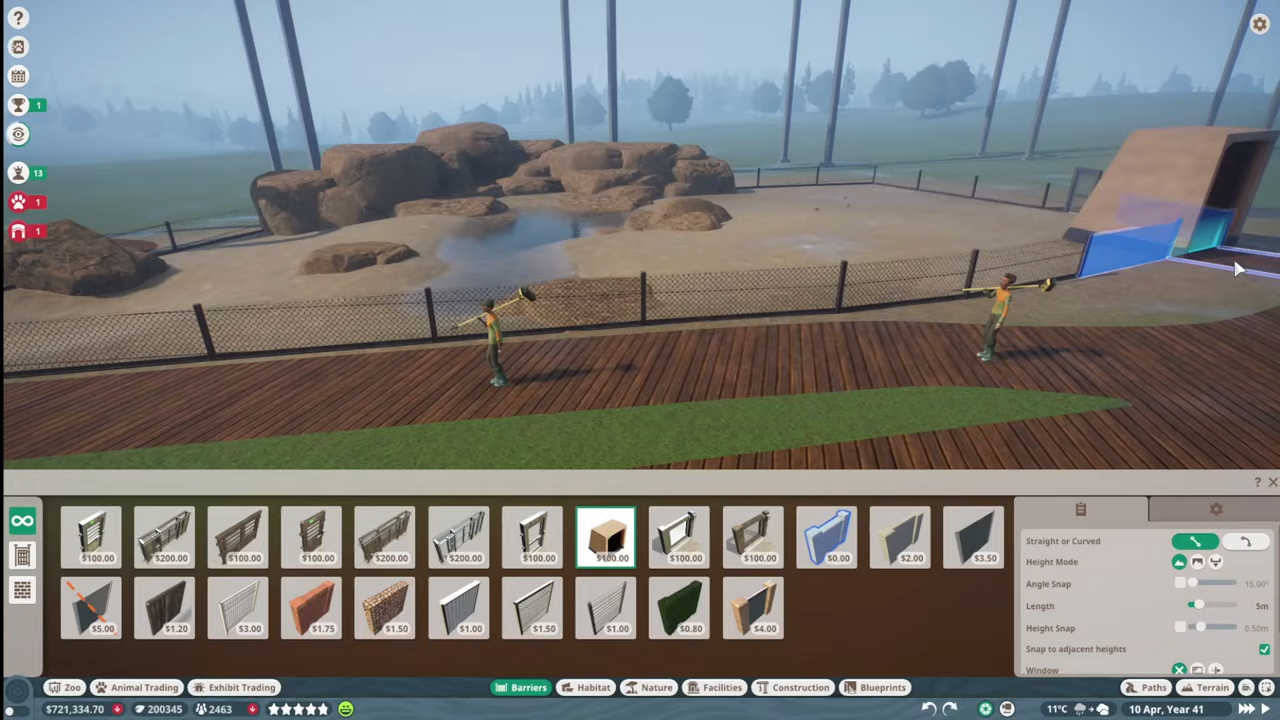 ?
1
13
1
1
?
$100.00 $200.00 $100.00 $100.00 $200.00 $200.00 $100.00 $100.00 $100.00 $100.00 $0.00 $2.00 $3.50
$5.00 $1.20 $3.00 $1.75 $1.50 $1.00 $1.50 $1.00 $0.80 $4.00
Straight or Curved
Height Mode
Angle Snap 15.00°
Length 5m
Height Snap 0.50m
Snap to adjacent heights
Window
Zoo Animal Trading Exhibit Trading Barriers Habitat Nature Facilities Construction Blueprints Paths Terrain
$721,334.70 200345 2463 11°C 10 Apr, Year 41